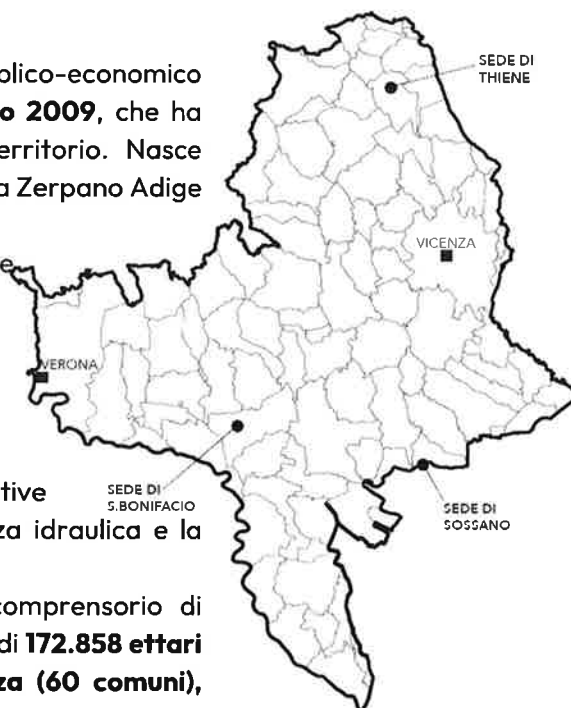 blico-economico
o 2009, che ha
erritorio. Nasce
a Zerpano Adige
e
tive
za idraulica e la
comprensorio di
di 172.858 ettari
za (60 comuni),
SEDE DI
THIENE
VICENZA
VERONA
SEDE DI
S.BONIFACIO
SEDE DI
SOSSANO